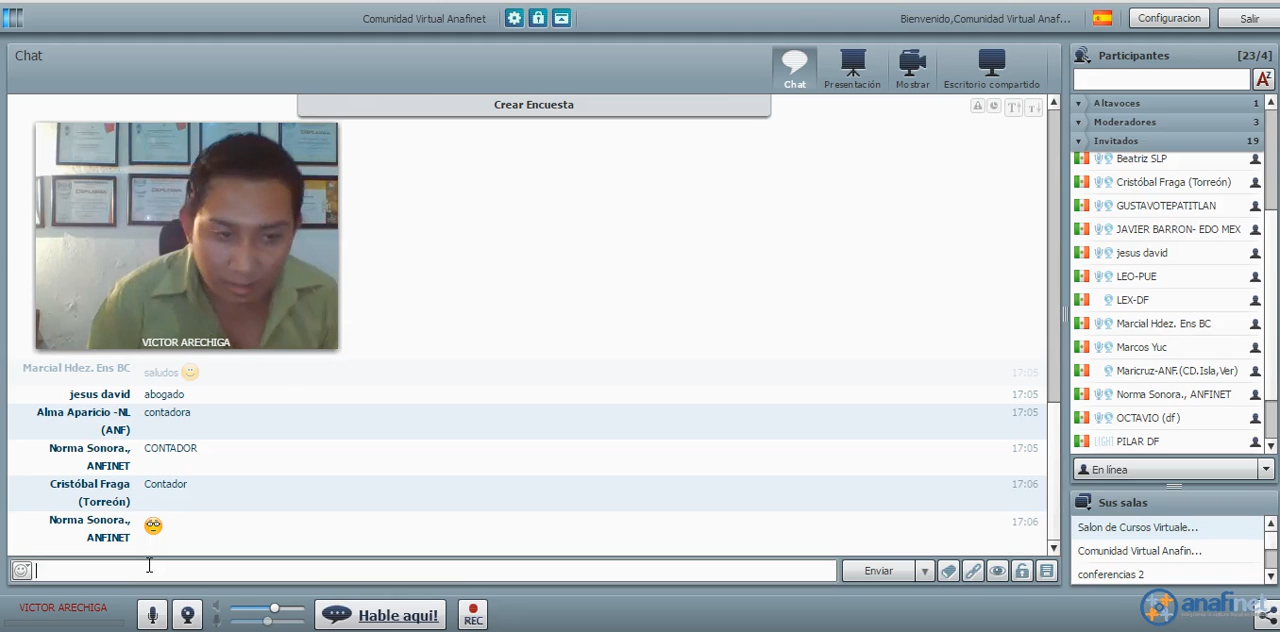 Comunidad Virtual Anafinet
Bienvenido,Comunidad Virtual Anaf...
Configuracion
Salir
Chat
Chat
Presentación
Mostrar
Escritorio compartido
Participantes [23/4]
Crear Encuesta
Altavoces 1
Moderadores 3
Invitados 19
Beatriz SLP
Cristóbal Fraga (Torreón)
GUSTAVOTEPATITLAN
JAVIER BARRON- EDO MEX
jesus david
LEO-PUE
LEX-DF
Marcial Hdez. Ens BC
Marcos Yuc
Maricruz-ANF.(CD.Isla,Ver)
Norma Sonora., ANFINET
OCTAVIO (df)
LIGHT PILAR DF
En línea
Sus salas
Salon de Cursos Virtuale...
Comunidad Virtual Anafin...
conferencias 2
VICTOR ARECHIGA
Marcial Hdez. Ens BC saludos 17:05
jesus david abogado 17:05
Alma Aparicio -NL contadora 17:05
(ANF)
Norma Sonora., CONTADOR 17:05
ANFINET
Cristóbal Fraga Contador 17:06
(Torreón)
Norma Sonora., 17:06
ANFINET
Enviar
VICTOR ARECHIGA
Hable aqui!
REC
anafinet